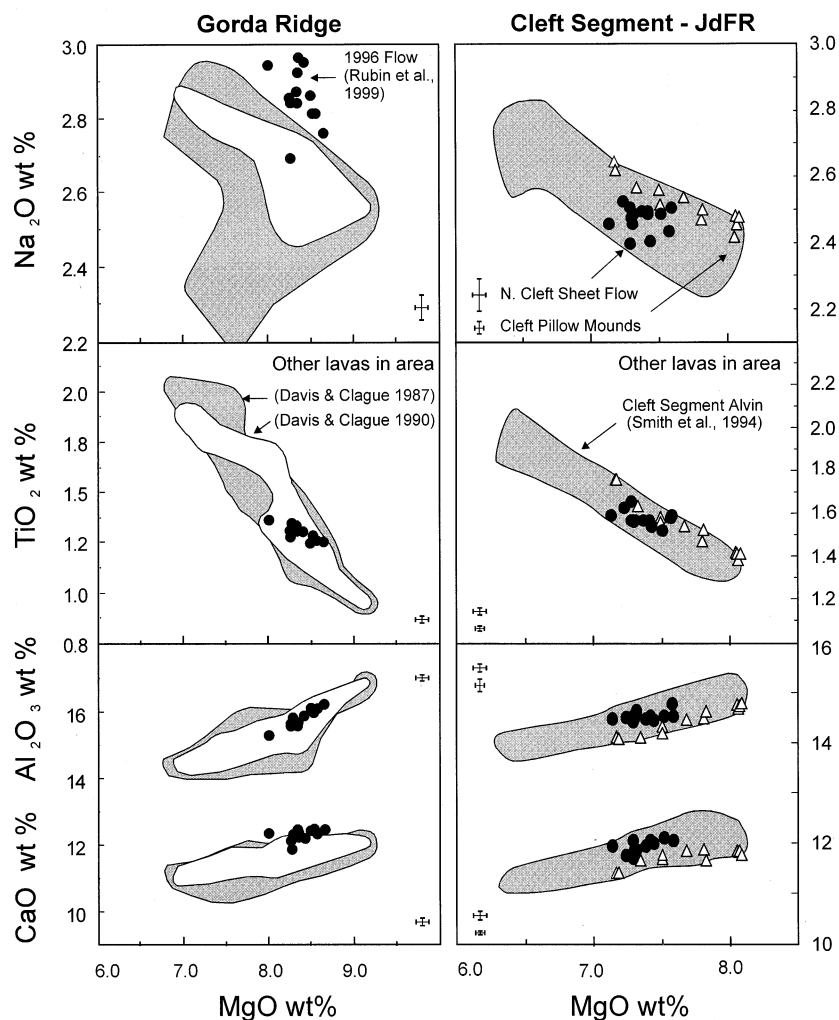 Gorda Ridge
Cleft Segment - JdFR
3.0
2.8
2.6
2.4
2.2
Na2O wt %
1996 Flow
(Rubin et al.,
1999)
3.0
2.8
2.6
2.4
2.2
N. Cleft Sheet Flow
Cleft Pillow Mounds
2.0
1.8
1.5
1.2
1.0
0.8
TiO2 wt %
Other lavas in area
(Davis & Clague 1987)
(Davis & Clague 1990)
Other lavas in area
Cleft Segment Alvin
(Smith et al., 1994)
2.2
2.0
1.8
1.6
1.4
1.2
16
14
12
10
CaO wt %
Al2O3 wt %
16
14
12
10
6.0
7.0
8.0
9.0
MgO wt%
6.0
7.0
8.0
MgO wt%